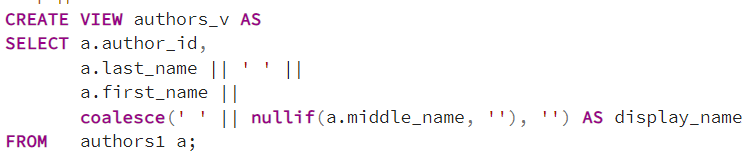 CREATE VIEW authors_v AS
SELECT a.author_id,
       a.last_name || ' ' ||
       a.first_name ||
       coalesce(' ' || nullif(a.middle_name, ''), '') AS display_name
FROM   authors1 a;